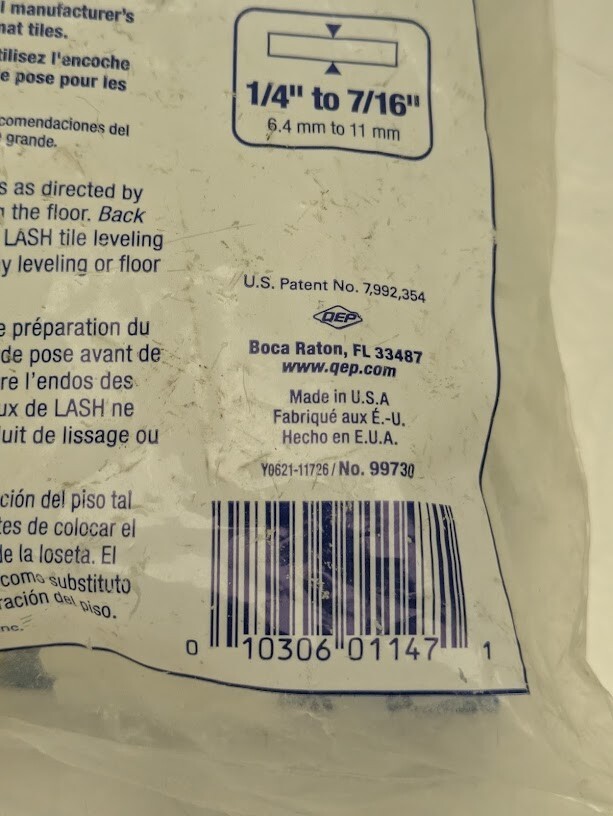 manufacturer's
mat tiles.
tilisez l'encoche
e pose pour les
comendaciones del
grande.
s as directed by
the floor. Back
LASH tile leveling
y leveling or floor
e préparation du
de pose avant de
re l'endos des
ux de LASH ne
uit de lissage ou
ción del piso tal
tes de colocar el
de la loseta. El
como substituto
ración del piso.
nc.
1/4" to 7/16"
6.4 mm to 11 mm
U.S. Patent No. 7,992,354
QEP
Boca Raton, FL 33487
www.qep.com
Made in U.S.A
Fabriqué aux É.-U.
Hecho en E.U.A.
Y0621-11726 / No. 99730
0 10306 01147 1